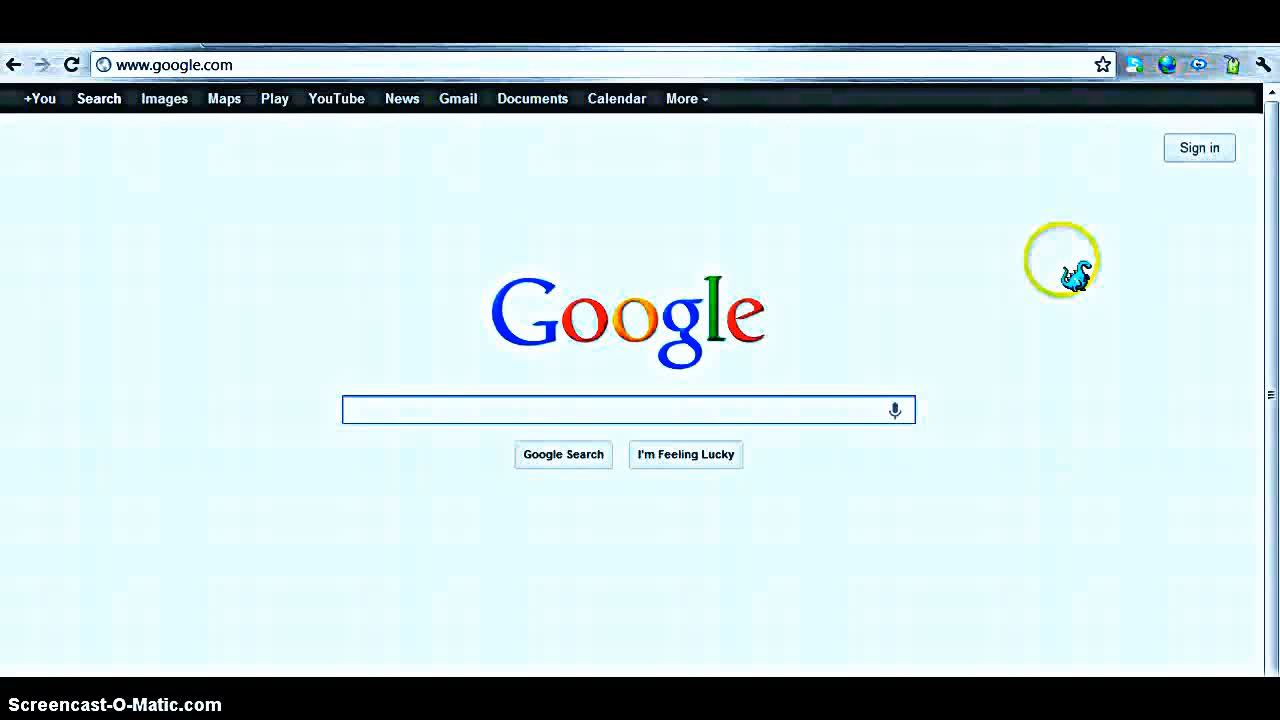 www.google.com
+You Search Images Maps Play YouTube News Gmail Documents Calendar More
Sign in
Google
Google Search I'm Feeling Lucky
Screencast-O-Matic.com